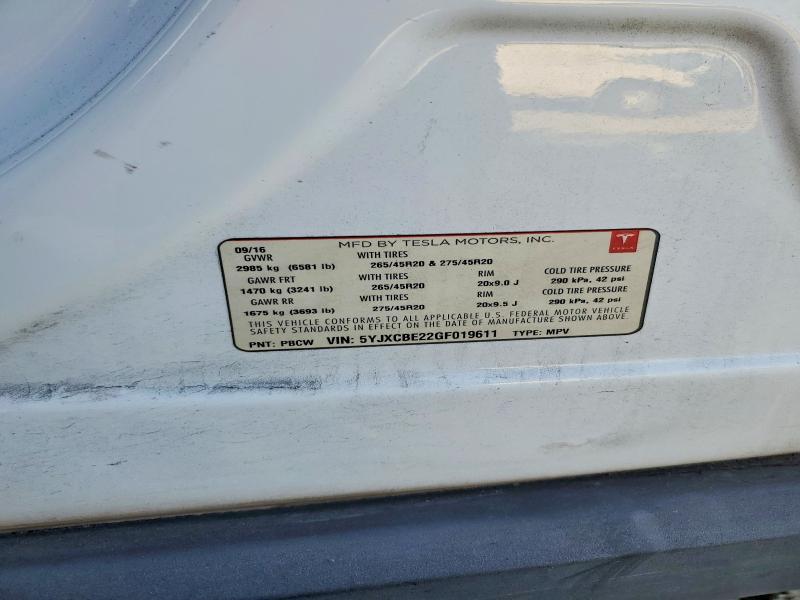 MFD BY TESLA MOTORS, INC.
TESLA
09/16
GVWR WITH TIRES
2985 kg (6581 lb) 265/45R20 & 275/45R20
GAWR FRT WITH TIRES RIM COLD TIRE PRESSURE
1470 kg (3241 lb) 265/45R20 20x9.0 J 290 kPa, 42 psi
GAWR RR WITH TIRES RIM COLD TIRE PRESSURE
1675 kg (3693 lb) 275/45R20 20x9.5 J 290 kPa, 42 psi
THIS VEHICLE CONFORMS TO ALL APPLICABLE U.S. FEDERAL MOTOR VEHICLE
SAFETY STANDARDS IN EFFECT ON THE DATE OF MANUFACTURE SHOWN ABOVE.
PNT: PBCW VIN: 5YJXCBE22GF019611 TYPE: MPV